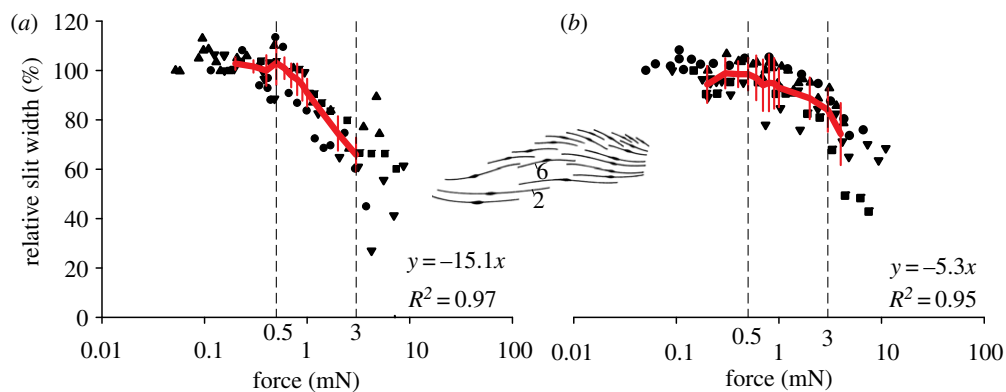 (a)
(b)
relative slit width (%)
120
100
80
60
40
20
0
6
2
y = –15.1x
R² = 0.97
y = –5.3x
R² = 0.95
0.5
3
0.5
3
0.01
0.1
1
10
100
0.01
0.1
1
10
100
force (mN)
force (mN)